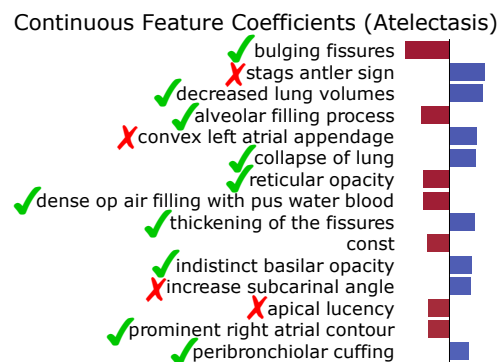 Continuous Feature Coefficients (Atelectasis)
bulging fissures
stags antler sign
decreased lung volumes
alveolar filling process
convex left atrial appendage
collapse of lung
reticular opacity
dense op air filling with pus water blood
thickening of the fissures
const
indistinct basilar opacity
increase subcarinal angle
apical lucency
prominent right atrial contour
peribronchiolar cuffing